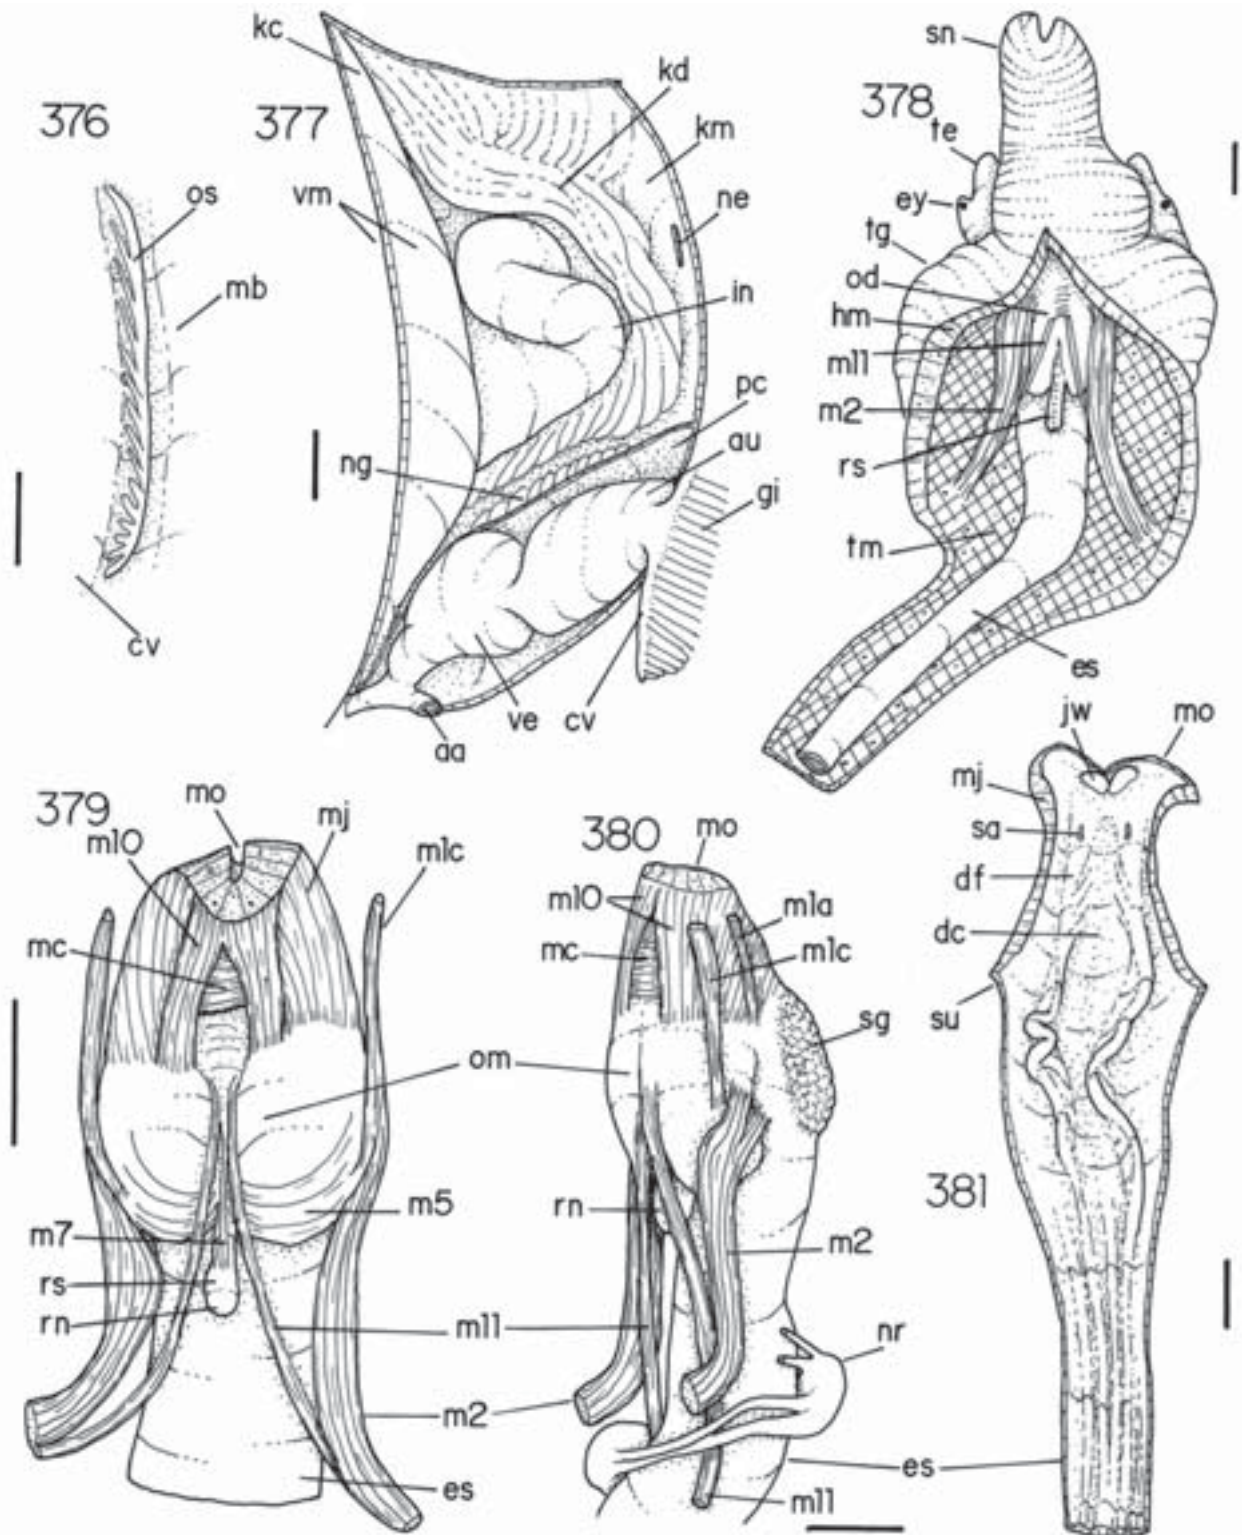 376
os
mb
cv
377
kc
vm
kd
km
ne
in
pc
au
gi
ng
ve
cv
aa
378
sn
te
ey
tg
od
hm
m11
m2
rs
tm
es
379
mo
m10
mj
m1c
mc
om
m7
m5
rs
rn
m11
m2
es
380
mo
m10
m1a
mc
m1c
sg
rn
m2
nr
es
m11
381
jw
mo
mj
sa
df
dc
su